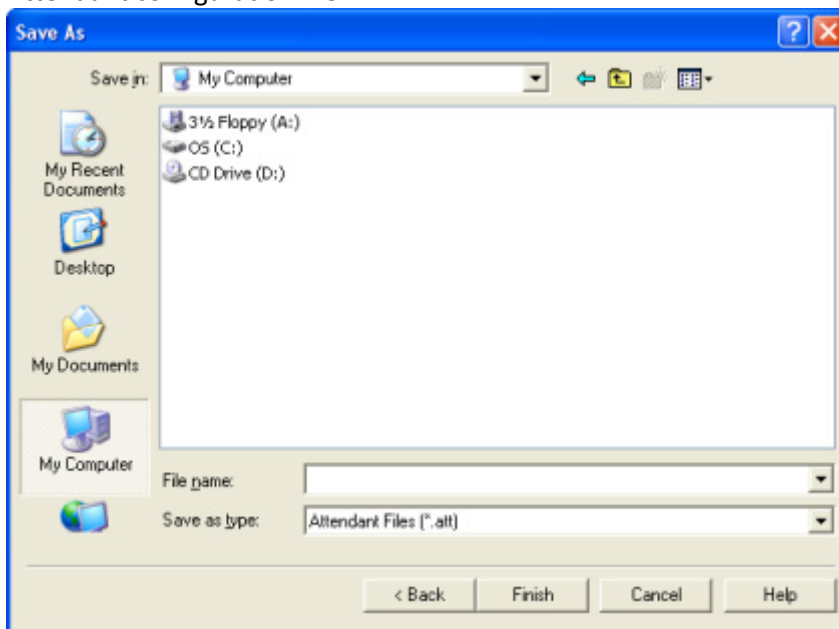 Save As
Save in:
My Computer
3½ Floppy (A:)
OS (C:)
CD Drive (D:)
My Recent
Documents
Desktop
My Documents
My Computer
File name:
Save as type:
Attendant Files (*.att)
< Back
Finish
Cancel
Help